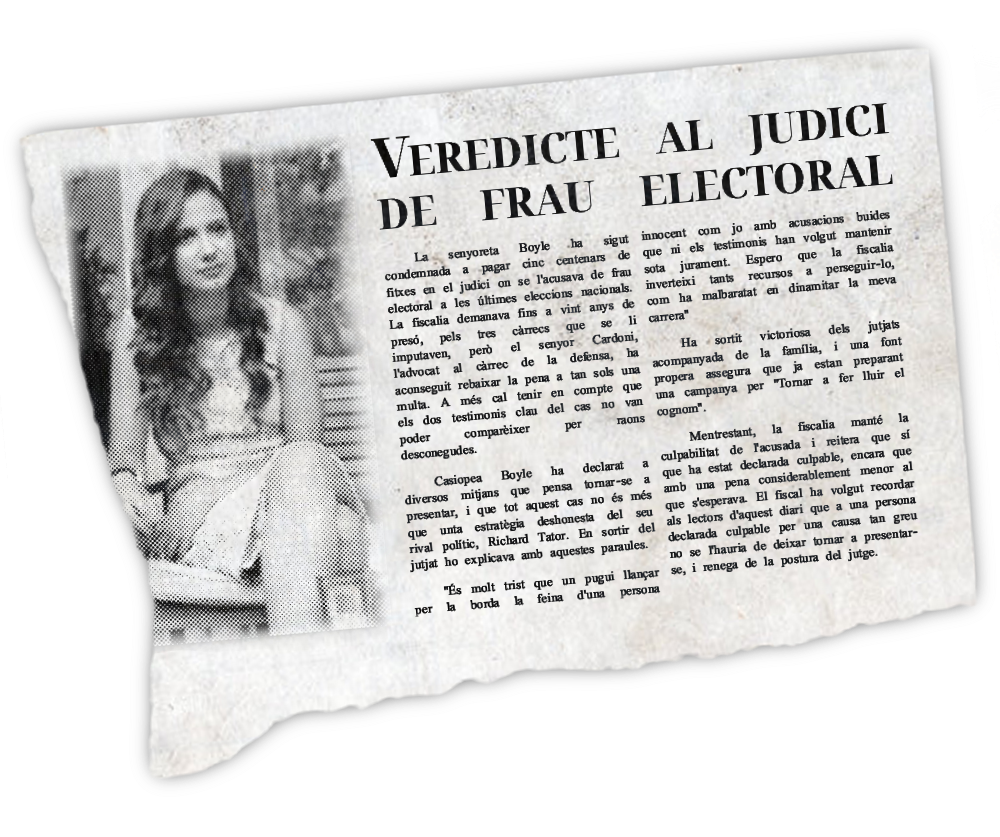 VEREDICTE AL JUDICI
DE FRAU ELECTORAL
La senyoreta Boyle ha sigut
condemnada a pagar cinc centenars de
fitxes en el judici on se l'acusava de frau
electoral a les últimes eleccions nacionals.
La fiscalia demanava fins a vint anys de
presó, pels tres càrrecs que se li
imputaven, però el senyor Cardoni,
l'advocat al càrrec de la defensa, ha
aconseguit rebaixar la pena a tan sols una
multa. A més cal tenir en compte que
els dos testimonis clau del cas no van
poder comparèixer per raons
desconegudes.
Casiopea Boyle ha declarat a
diversos mitjans que pensa tornar-se a
presentar, i que tot aquest cas no és més
que unta estratègia deshonesta del seu
rival polític, Richard Tator. En sortir del
jutjat ho explicava amb aquestes paraules.
"És molt trist que un pugui llançar
per la borda la feina d'una persona
innocent com jo amb acusacions buides
que ni els testimonis han volgut mantenir
sota jurament. Espero que la fiscalia
inverteixi tants recursos a perseguir-lo,
com ha malbaratat en dinamitar la meva
carrera"
Ha sortit victoriosa dels jutjats
acompanyada de la família, i una font
propera assegura que ja estan preparant
una campanya per "Tornar a fer lluir el
cognom".
Mentrestant, la fiscalia manté la
culpabilitat de l'acusada i reitera que sí
que ha estat declarada culpable, encara que
amb una pena considerablement menor al
que s'esperava. El fiscal ha volgut recordar
als lectors d'aquest diari que a una persona
declarada culpable per una causa tan greu
no se l'hauria de deixar tornar a presentar-
se, i renega de la postura del jutge.